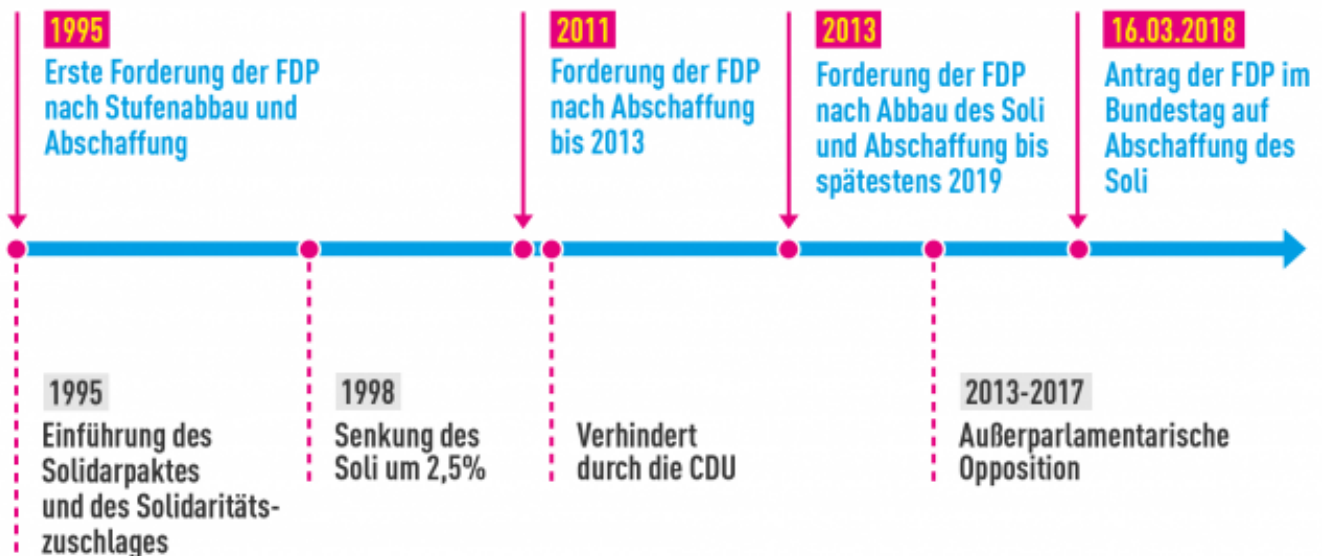 1995
Erste Forderung der FDP
nach Stufenabbau und
Abschaffung
2011
Forderung der FDP
nach Abschaffung
bis 2013
2013
Forderung der FDP
nach Abbau des Soli
und Abschaffung bis
spätestens 2019
16.03.2018
Antrag der FDP im
Bundestag auf
Abschaffung des
Soli
1995
Einführung des
Solidarpaktes
und des Solidaritäts-
zuschlages
1998
Senkung des
Soli um 2,5%
Verhindert
durch die CDU
2013-2017
Außerparlamentarische
Opposition